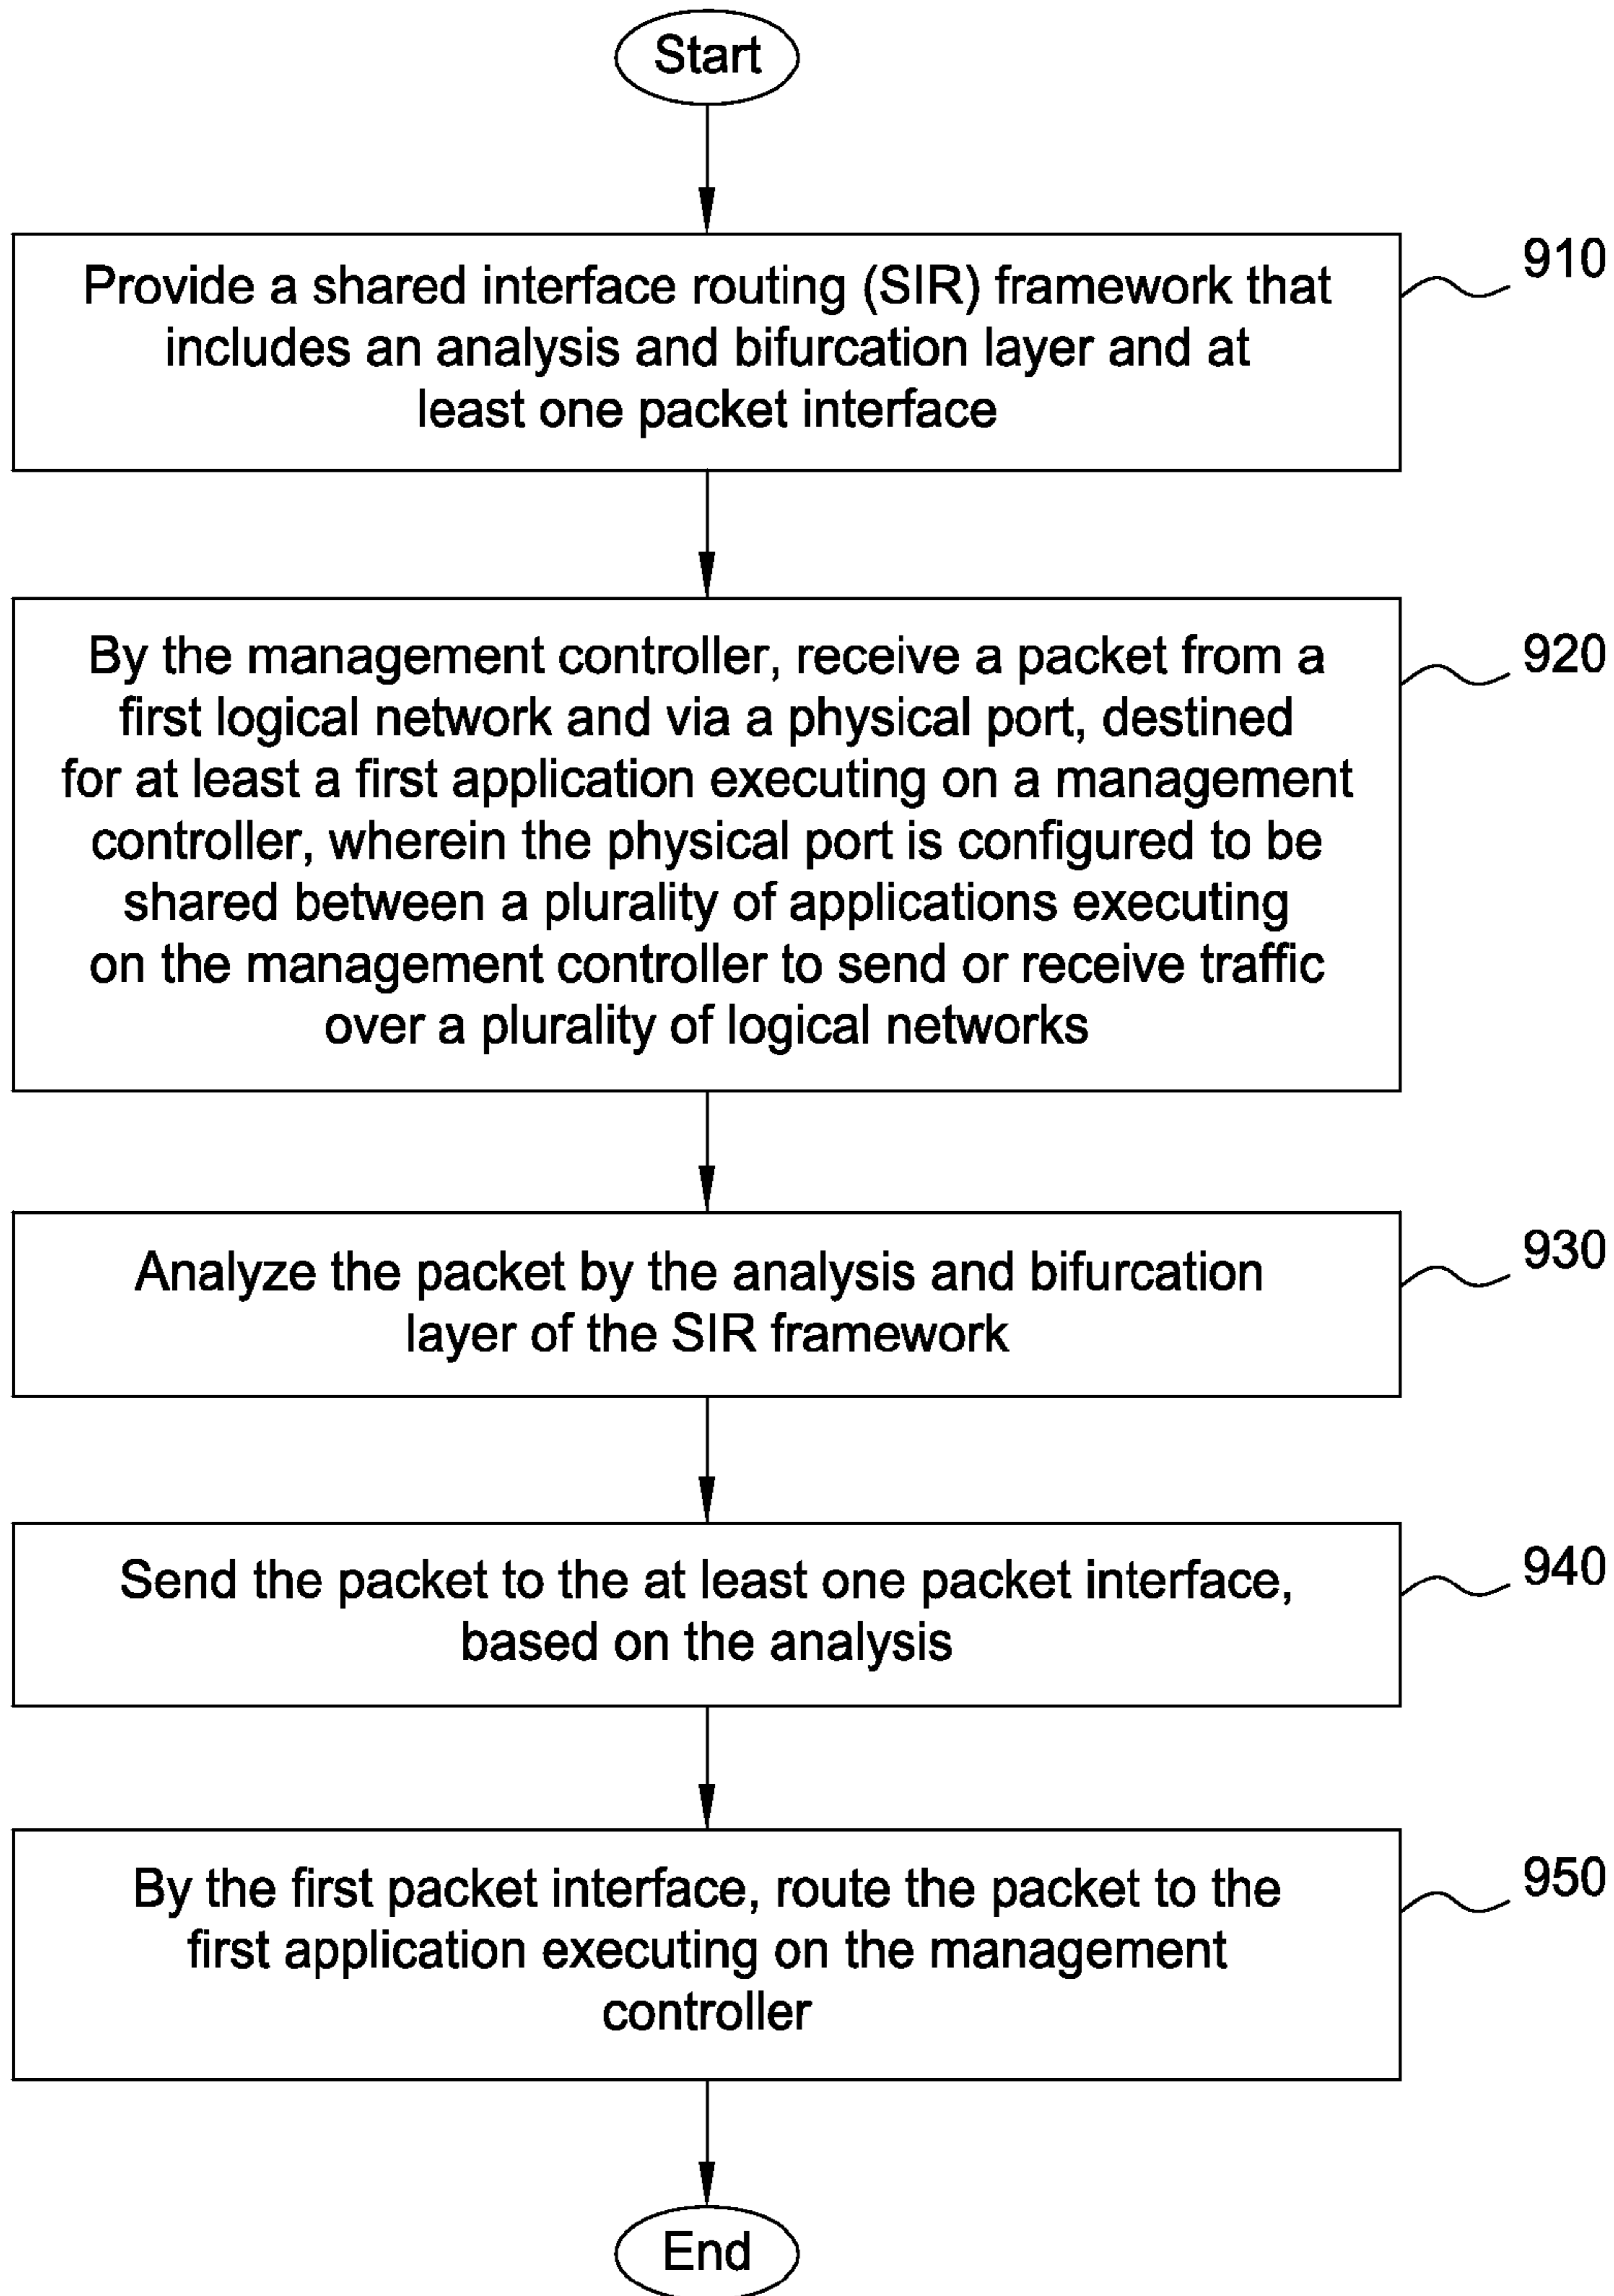 Start
Provide a shared interface routing (SIR) framework that
includes an analysis and bifurcation layer and at
least one packet interface
910
By the management controller, receive a packet from a
first logical network and via a physical port, destined
for at least a first application executing on a management
controller, wherein the physical port is configured to be
shared between a plurality of applications executing
on the management controller to send or receive traffic
over a plurality of logical networks
920
Analyze the packet by the analysis and bifurcation
layer of the SIR framework
930
Send the packet to the at least one packet interface,
based on the analysis
940
By the first packet interface, route the packet to the
first application executing on the management
controller
950
End